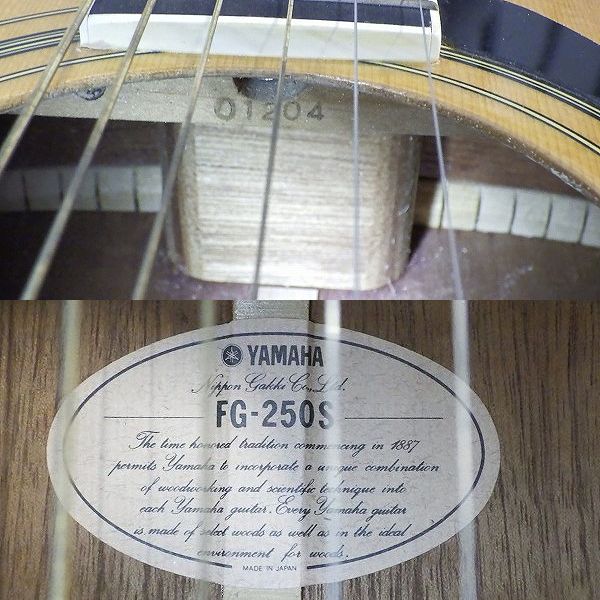 01204
YAMAHA
Nippon Gakki Co., Ltd.
FG-250S
The time honored tradition commencing in 1887
permits Yamaha to incorporate a unique combination
of woodworking and scientific technique into
each Yamaha guitar. Every Yamaha guitar
is made of select woods as well as in the ideal
environment for woods.
MADE IN JAPAN